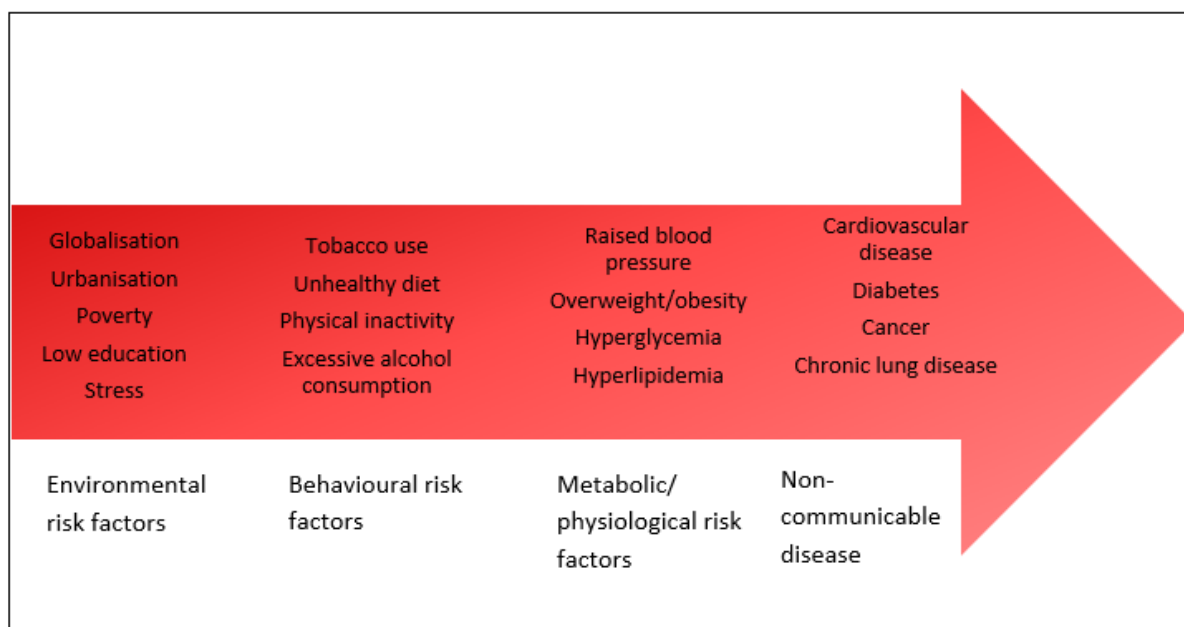 Globalisation
Urbanisation
Poverty
Low education
Stress
Tobacco use
Unhealthy diet
Physical inactivity
Excessive alcohol
consumption
Raised blood
pressure
Overweight/obesity
Hyperglycemia
Hyperlipidemia
Cardiovascular
disease
Diabetes
Cancer
Chronic lung disease
Environmental
risk factors
Behavioural risk
factors
Metabolic/
physiological risk
factors
Non-
communicable
disease